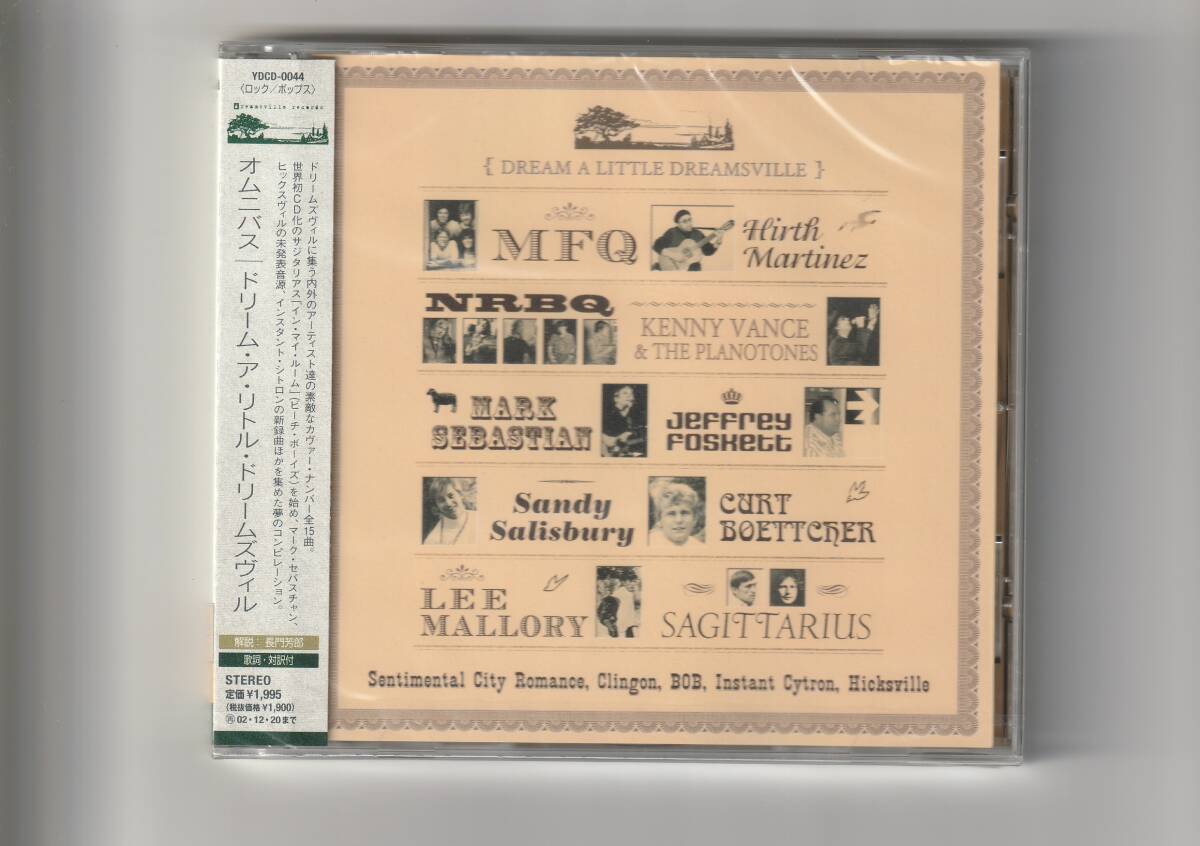 YDCD-0044
〈ロック／ポップス〉
dreamsville records
オムニバス｜ドリーム・ア・リトル・ドリームズヴィル
ドリームズヴィルに集う内外のアーティスト達の素敵なカヴァー・ナンバー全15曲。
世界初CD化のサジタリアス「イン・マイ・ルーム」(ビーチ・ボーイズ)を始め、マーク・セバスチャン、
ヒックスヴィルの未発表音源、インスタント・シトロンの新録曲ほかを集めた夢のコンピレーション。
解説：長門芳郎
歌詞・対訳付
STEREO
定価¥1,995
(税抜価格¥1,900)
再02・12・20まで
{ DREAM A LITTLE DREAMSVILLE }
MFQ
Hirth
Martinez
NRBQ
KENNY VANCE
& THE PLANOTONES
MARK
SEBASTIAN
JEFFREY
FOSKETT
Sandy
Salisbury
CURT
BOETTCHER
LEE
MALLORY
SAGITTARIUS
Sentimental City Romance, Clingon, BOB, Instant Cytron, Hicksville